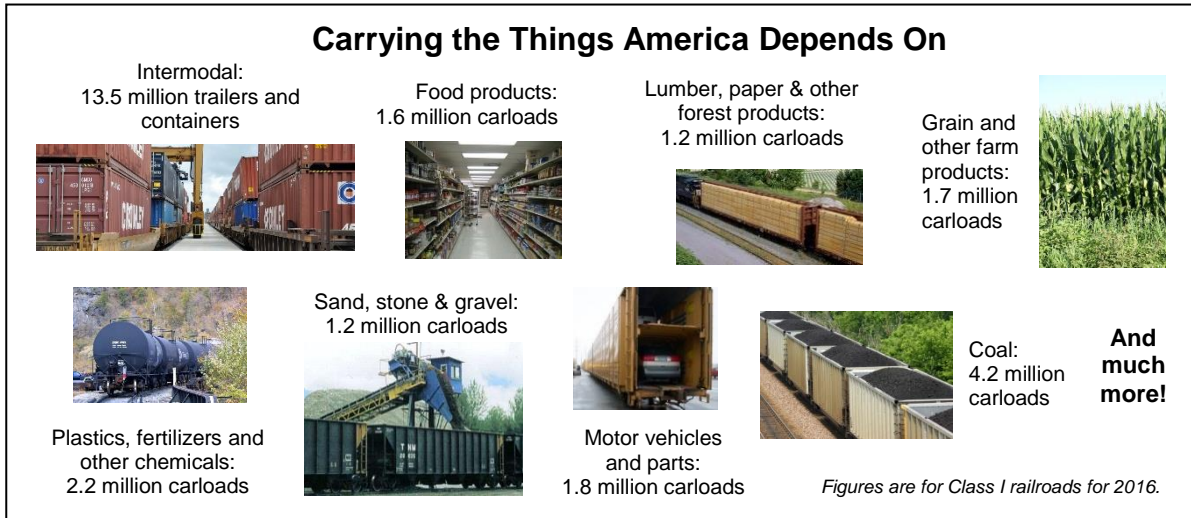 Carrying the Things America Depends On
Intermodal:
13.5 million trailers and
containers
Food products:
1.6 million carloads
Lumber, paper & other
forest products:
1.2 million carloads
Grain and
other farm
products:
1.7 million
carloads
Plastics, fertilizers and
other chemicals:
2.2 million carloads
Sand, stone & gravel:
1.2 million carloads
Motor vehicles
and parts:
1.8 million carloads
Coal:
4.2 million
carloads
And
much
more!
Figures are for Class I railroads for 2016.